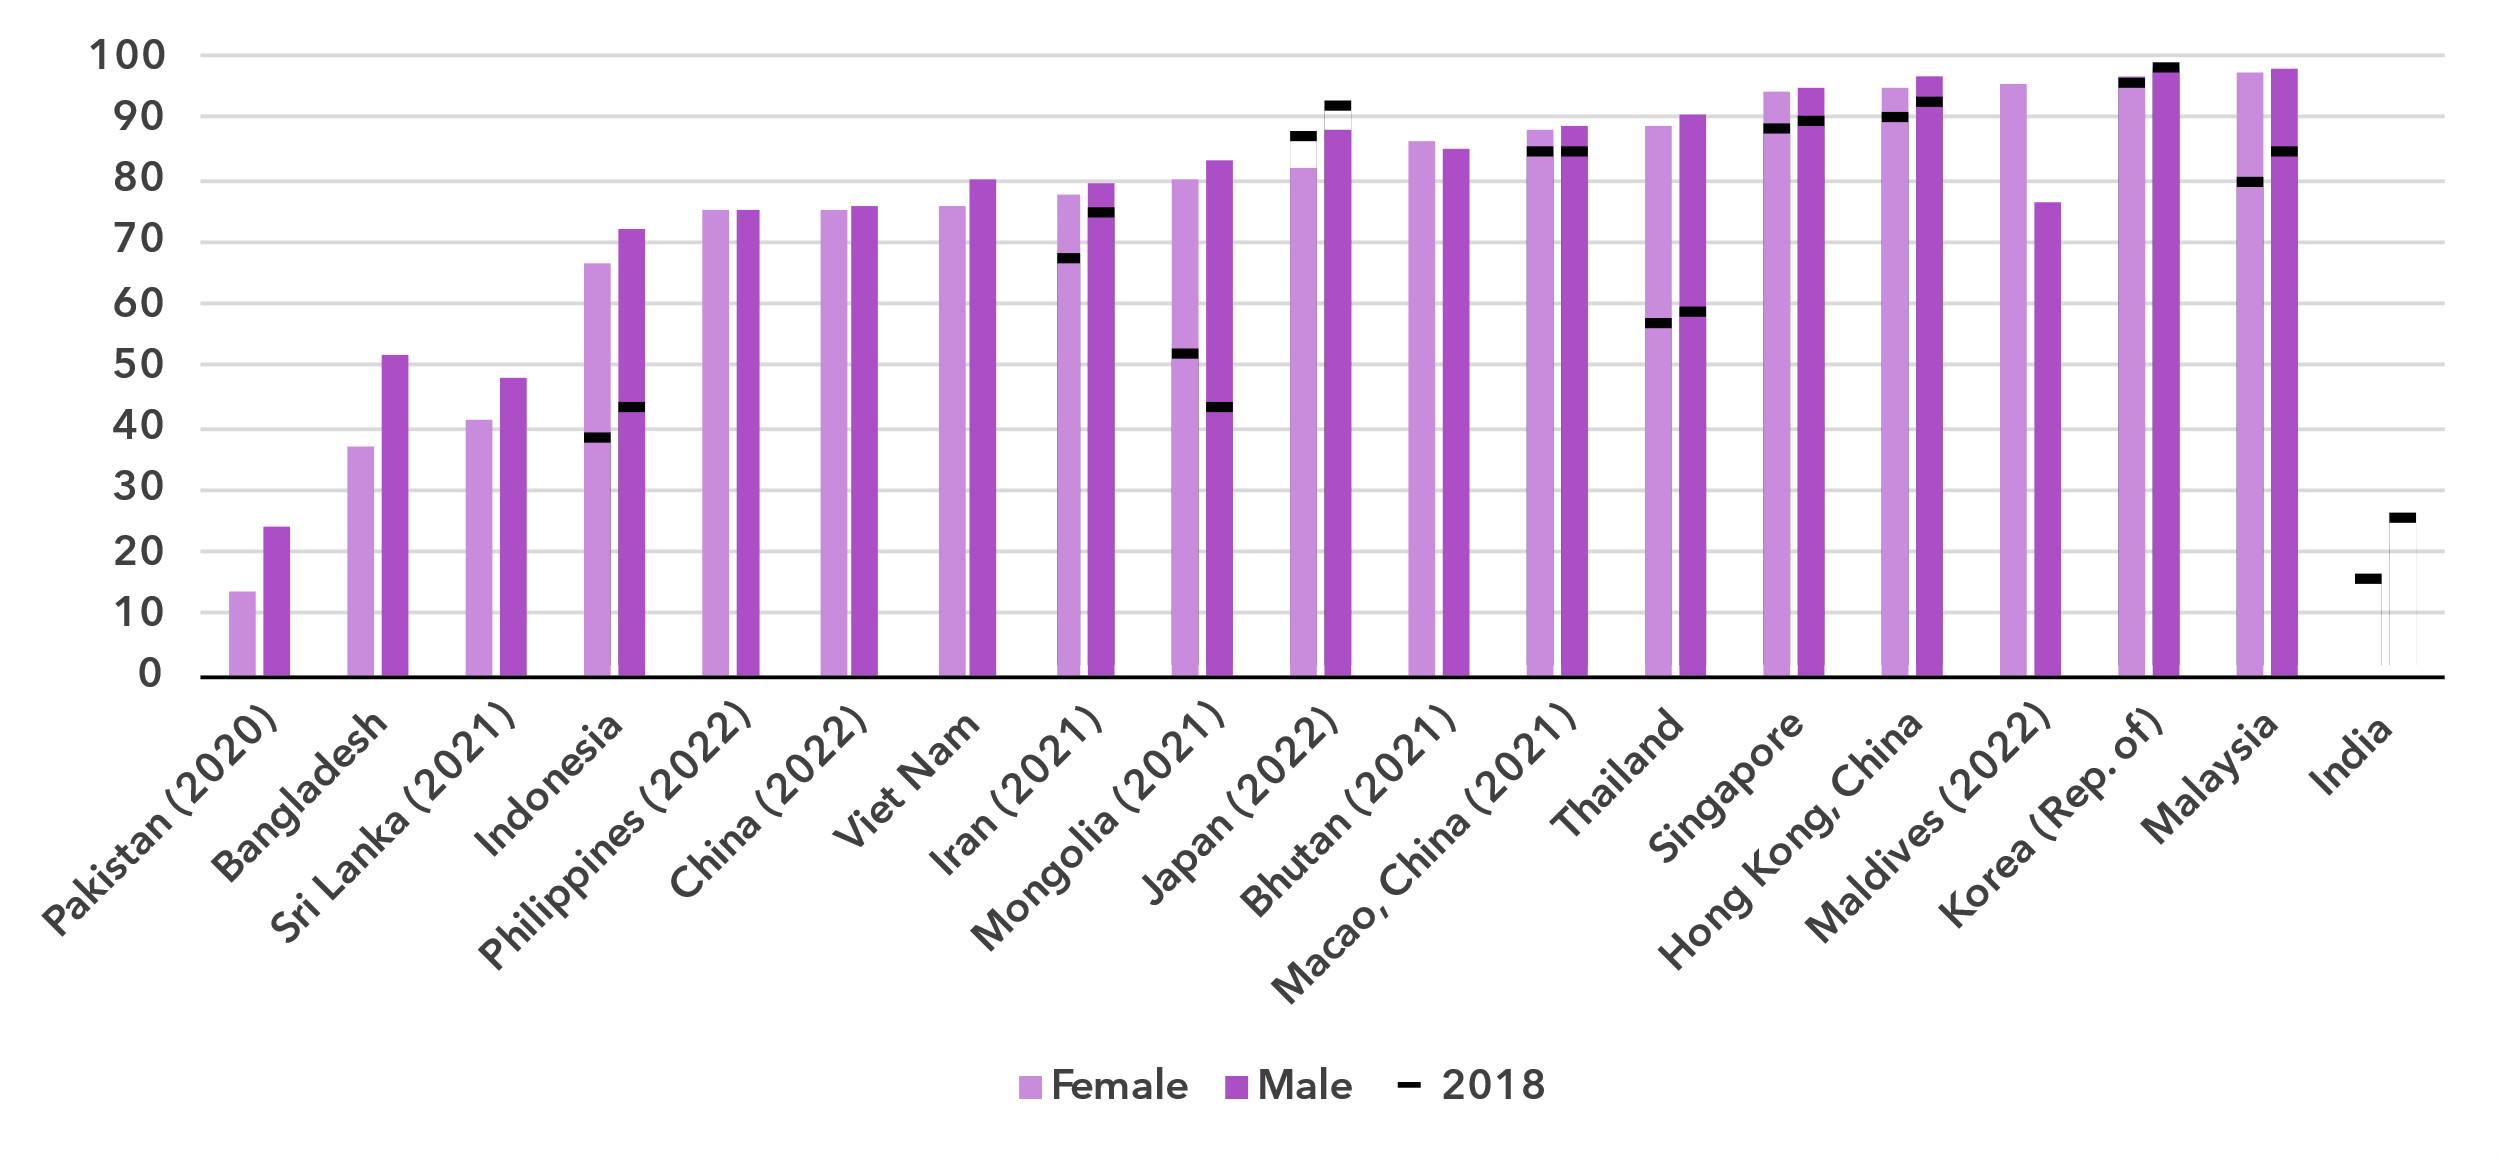 100
90
80
70
60
50
40
30
20
10
0
Pakistan (2020)
Bangladesh
Sri Lanka (2021)
Indonesia
Philippines (2022)
China (2022)
Viet Nam
Iran (2021)
Mongolia (2021)
Japan (2022)
Bhutan (2021)
Macao, China (2021)
Thailand
Singapore
Hong Kong, China
Maldives (2022)
Korea (Rep. of)
Malaysia
India
Female Male 2018